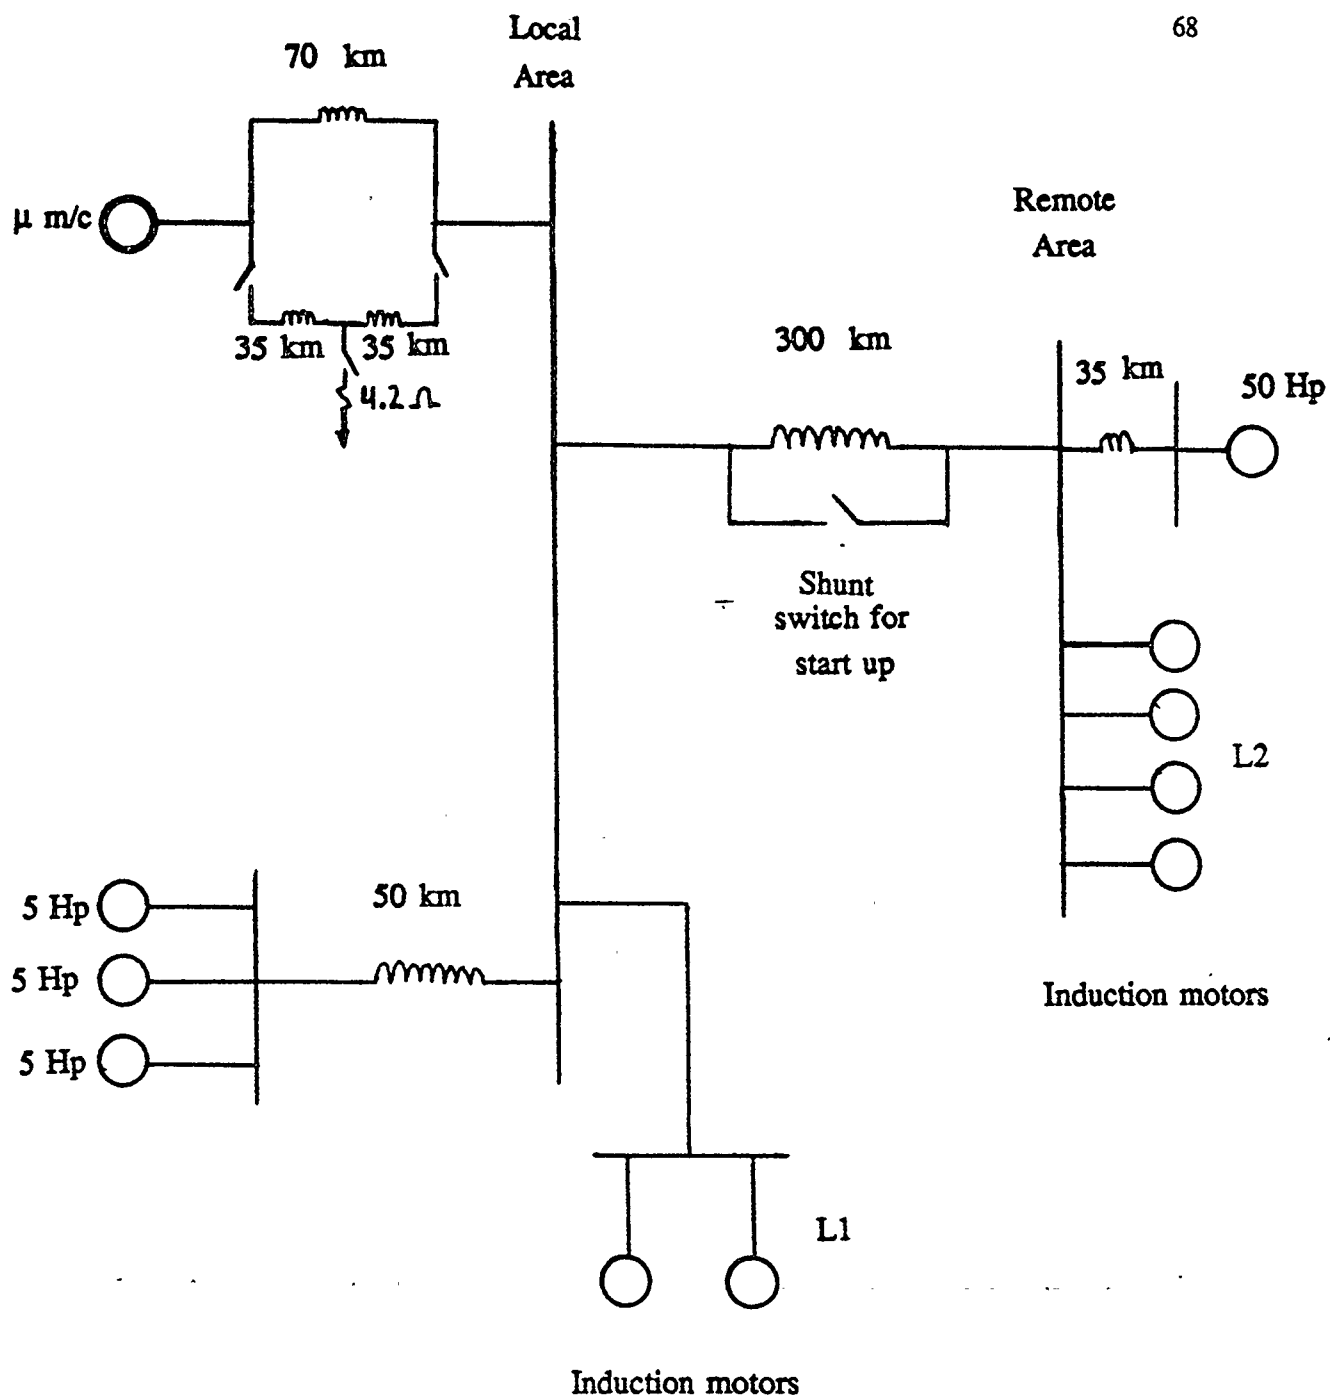 68
Local
Area
70 km
μ m/c
35 km
35 km
4.2 Ω
Remote
Area
300 km
35 km
50 Hp
Shunt
switch for
start up
L2
5 Hp
5 Hp
5 Hp
50 km
Induction motors
L1
Induction motors